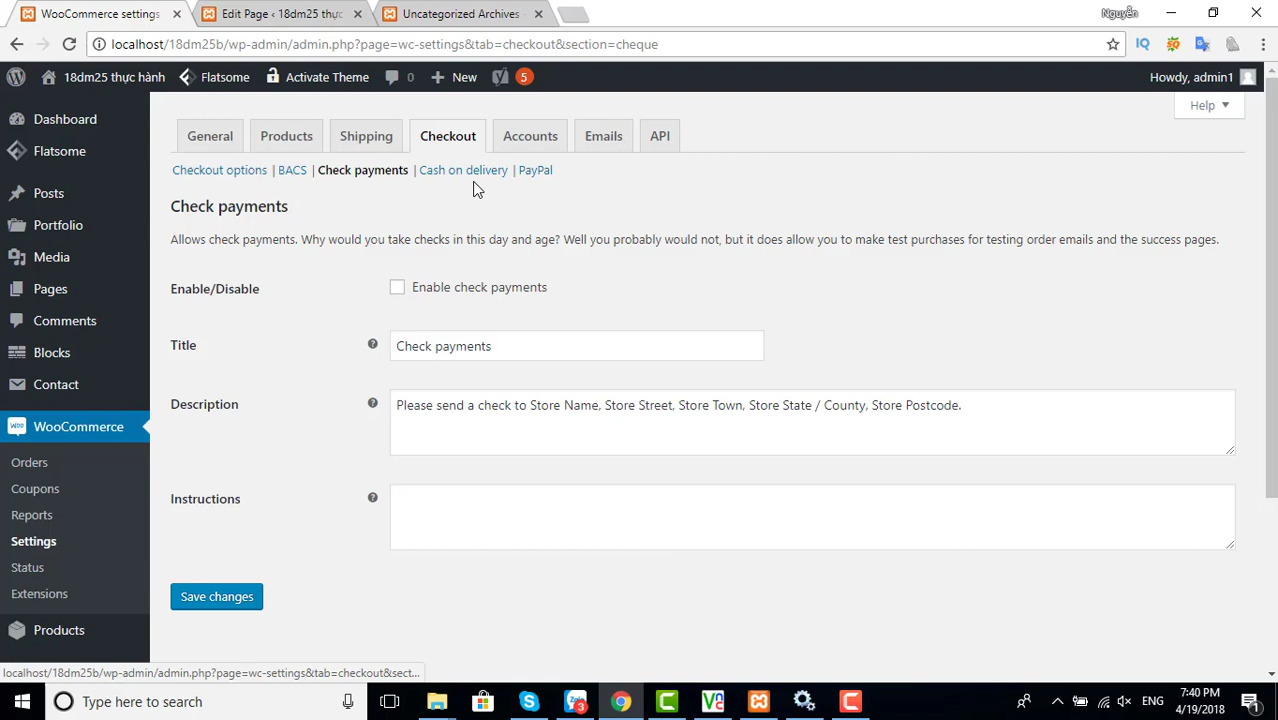 WooCommerce settings
Edit Page ‹ 18dm25 thực hành
Uncategorized Archives -
Nguyễn
localhost/18dm25b/wp-admin/admin.php?page=wc-settings&tab=checkout&section=cheque
18dm25 thực hành
Flatsome
Activate Theme
0
New
5
Howdy, admin1
Help
Dashboard
Flatsome
Posts
Portfolio
Media
Pages
Comments
Blocks
Contact
WooCommerce
Orders
Coupons
Reports
Settings
Status
Extensions
Products
General
Products
Shipping
Checkout
Accounts
Emails
API
Checkout options | BACS | Check payments | Cash on delivery | PayPal
Check payments
Allows check payments. Why would you take checks in this day and age? Well you probably would not, but it does allow you to make test purchases for testing order emails and the success pages.
Enable/Disable
Enable check payments
Title
Check payments
Description
Please send a check to Store Name, Store Street, Store Town, Store State / County, Store Postcode.
Instructions
Save changes
localhost/18dm25b/wp-admin/admin.php?page=wc-settings&tab=checkout&sect...
Type here to search
Zalo
3
ENG
7:40 PM
4/19/2018
1